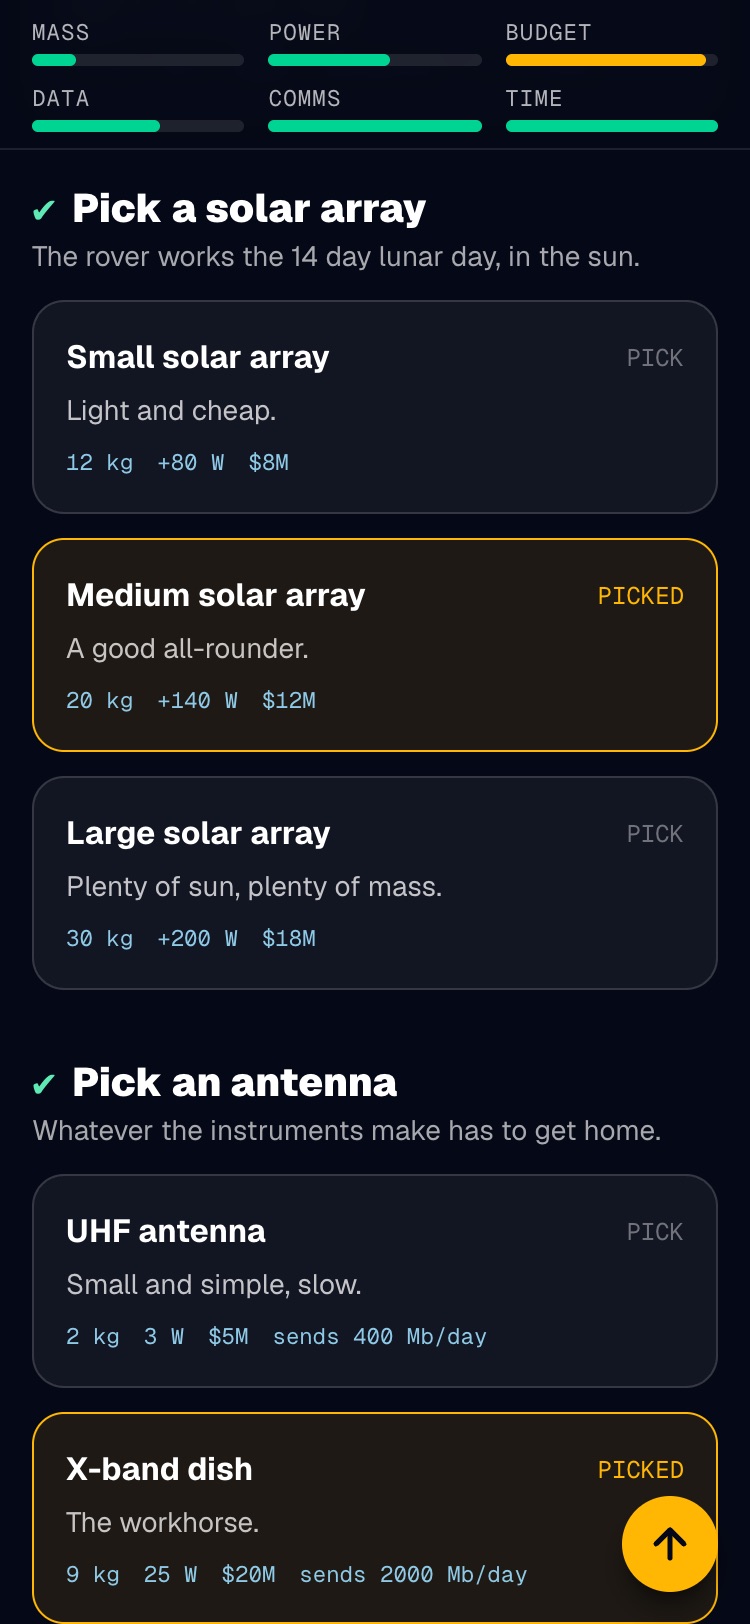 MASS POWER BUDGET
DATA COMMS TIME
✔ Pick a solar array
The rover works the 14 day lunar day, in the sun.
Small solar array PICK
Light and cheap.
12 kg +80 W $8M
Medium solar array PICKED
A good all-rounder.
20 kg +140 W $12M
Large solar array PICK
Plenty of sun, plenty of mass.
30 kg +200 W $18M
✔ Pick an antenna
Whatever the instruments make has to get home.
UHF antenna PICK
Small and simple, slow.
2 kg 3 W $5M sends 400 Mb/day
X-band dish PICKED
The workhorse.
9 kg 25 W $20M sends 2000 Mb/day